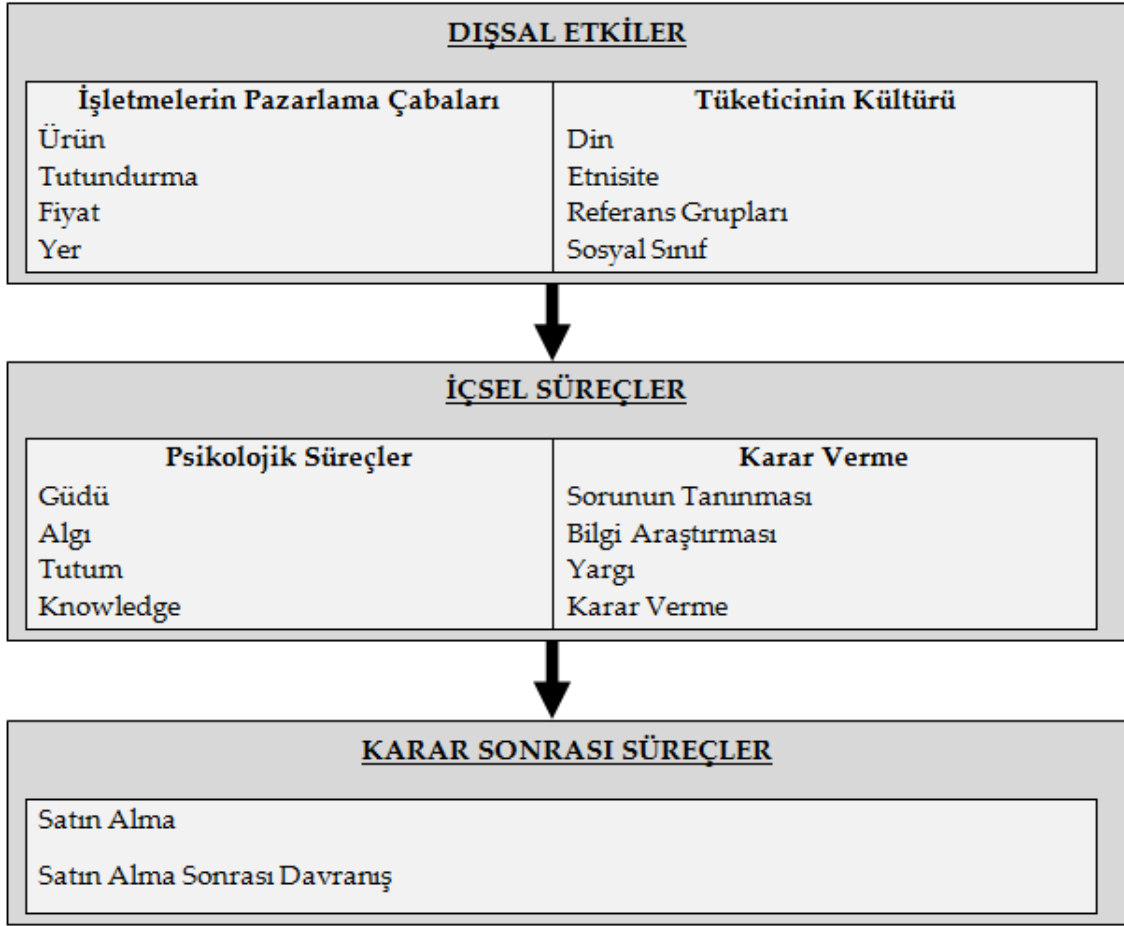 DIŞSAL ETKİLER
İşletmelerin Pazarlama Çabaları
Ürün
Tutundurma
Fiyat
Yer
Tüketicinin Kültürü
Din
Etnisite
Referans Grupları
Sosyal Sınıf
İÇSEL SÜREÇLER
Psikolojik Süreçler
Güdü
Algı
Tutum
Knowledge
Karar Verme
Sorunun Tanınması
Bilgi Araştırması
Yargı
Karar Verme
KARAR SONRASI SÜREÇLER
Satın Alma
Satın Alma Sonrası Davranış